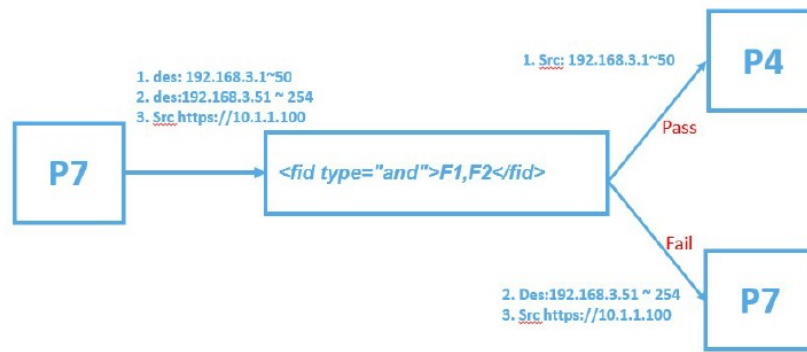 1. des: 192.168.3.1~50
2. des:192.168.3.51 ~ 254
3. Src https://10.1.1.100
P7
<fid type="and">F1,F2</fid>
1. Src: 192.168.3.1~50
P4
Pass
Fail
2. Des:192.168.3.51 ~ 254
3. Src https://10.1.1.100
P7